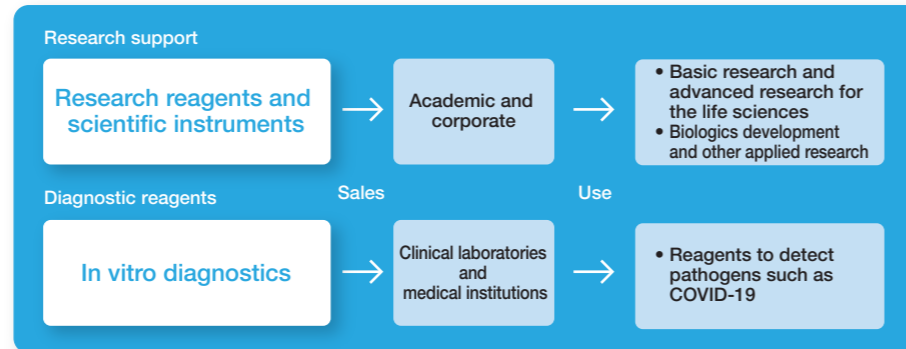 Research support
Research reagents and
scientific instruments
Academic and
corporate
• Basic research and
advanced research for
the life sciences
• Biologics development
and other applied research
Diagnostic reagents
Sales
Use
In vitro diagnostics
Clinical laboratories
and
medical institutions
• Reagents to detect
pathogens such as
COVID-19